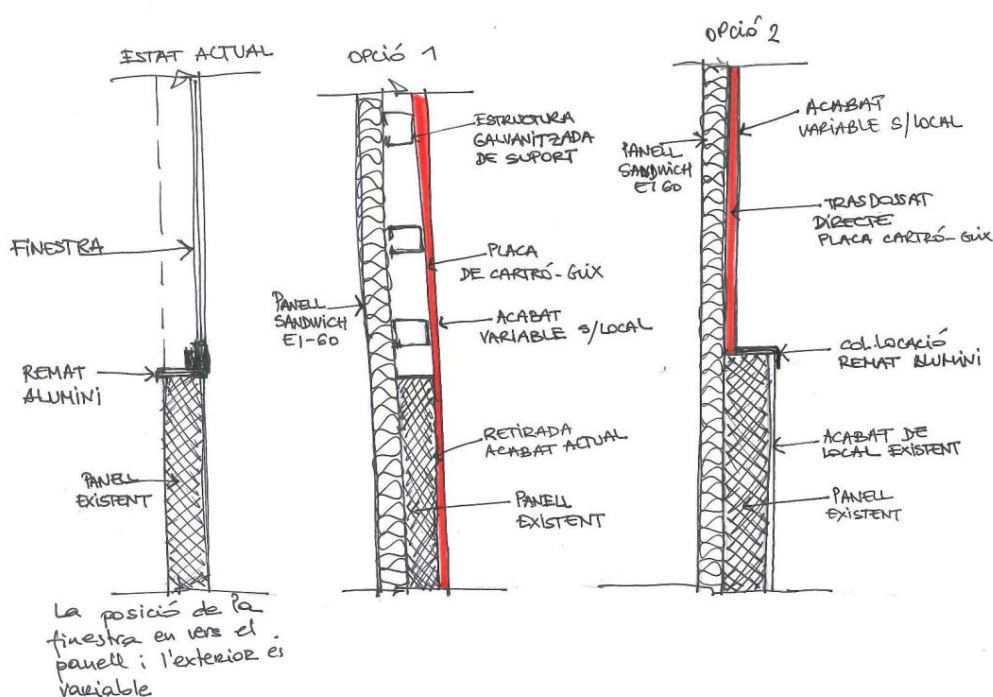 ESTAT ACTUAL
FINESTRA
REMAT
ALUMINI
PANELL
EXISTENT
La posició de la
finestra en vers el
panell i l'exterior és
variable
OPCIÓ 1
ESTRUCTURA
GALVANITZADA
DE SUPORT
PLACA
DE CARTRÓ-GUIX
PANELL
SANDWICH
EI-60
ACABAT
VARIABLE S/LOCAL
RETIRADA
ACABAT ACTUAL
PANELL
EXISTENT
OPCIÓ 2
ACABAT
VARIABLE S/LOCAL
PANELL
SANDWICH
EI 60
TRASDOSSAT
DIRECTE
PLACA CARTRÓ-GUIX
COL.LOCACIÓ
REMAT ALUMINI
ACABAT DE
LOCAL EXISTENT
PANELL
EXISTENT